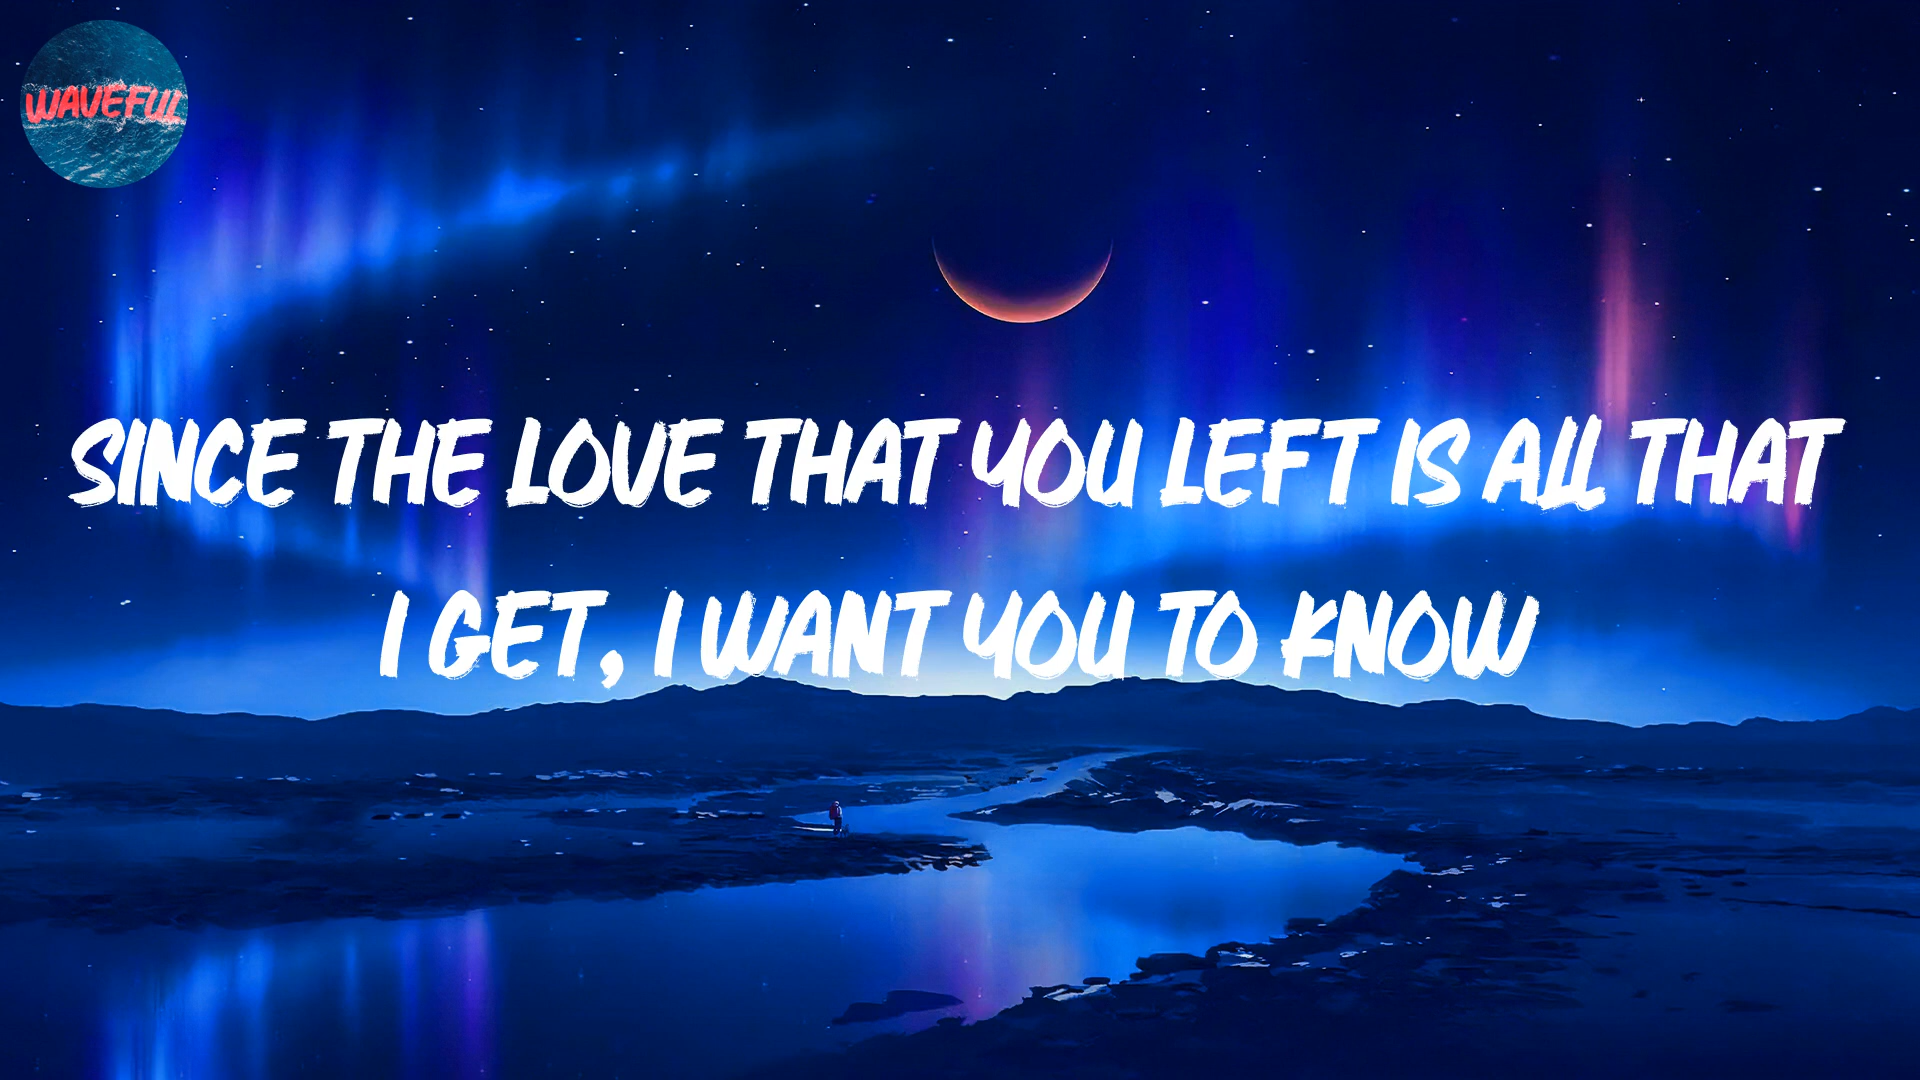 WAVEFUL
SINCE THE LOVE THAT YOU LEFT IS ALL THAT
I GET, I WANT YOU TO KNOW